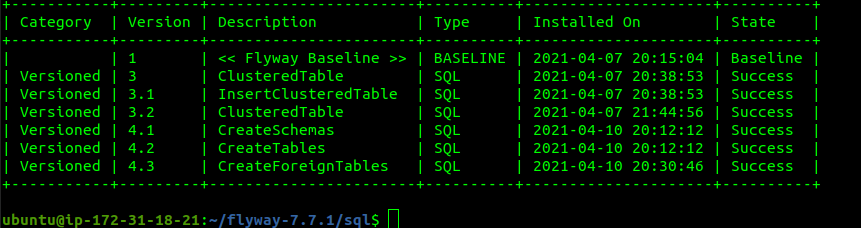 +-----------+---------+-----------------------+----------+---------------------+----------+
| Category | Version | Description | Type | Installed On | State |
+-----------+---------+-----------------------+----------+---------------------+----------+
| | 1 | << Flyway Baseline >> | BASELINE | 2021-04-07 20:15:04 | Baseline |
| Versioned | 3 | ClusteredTable | SQL | 2021-04-07 20:38:53 | Success |
| Versioned | 3.1 | InsertClusteredTable | SQL | 2021-04-07 20:38:53 | Success |
| Versioned | 3.2 | ClusteredTable | SQL | 2021-04-07 21:44:56 | Success |
| Versioned | 4.1 | CreateSchemas | SQL | 2021-04-10 20:12:12 | Success |
| Versioned | 4.2 | CreateTables | SQL | 2021-04-10 20:12:12 | Success |
| Versioned | 4.3 | CreateForeignTables | SQL | 2021-04-10 20:30:46 | Success |
+-----------+---------+-----------------------+----------+---------------------+----------+
ubuntu@ip-172-31-18-21:~/flyway-7.7.1/sql$